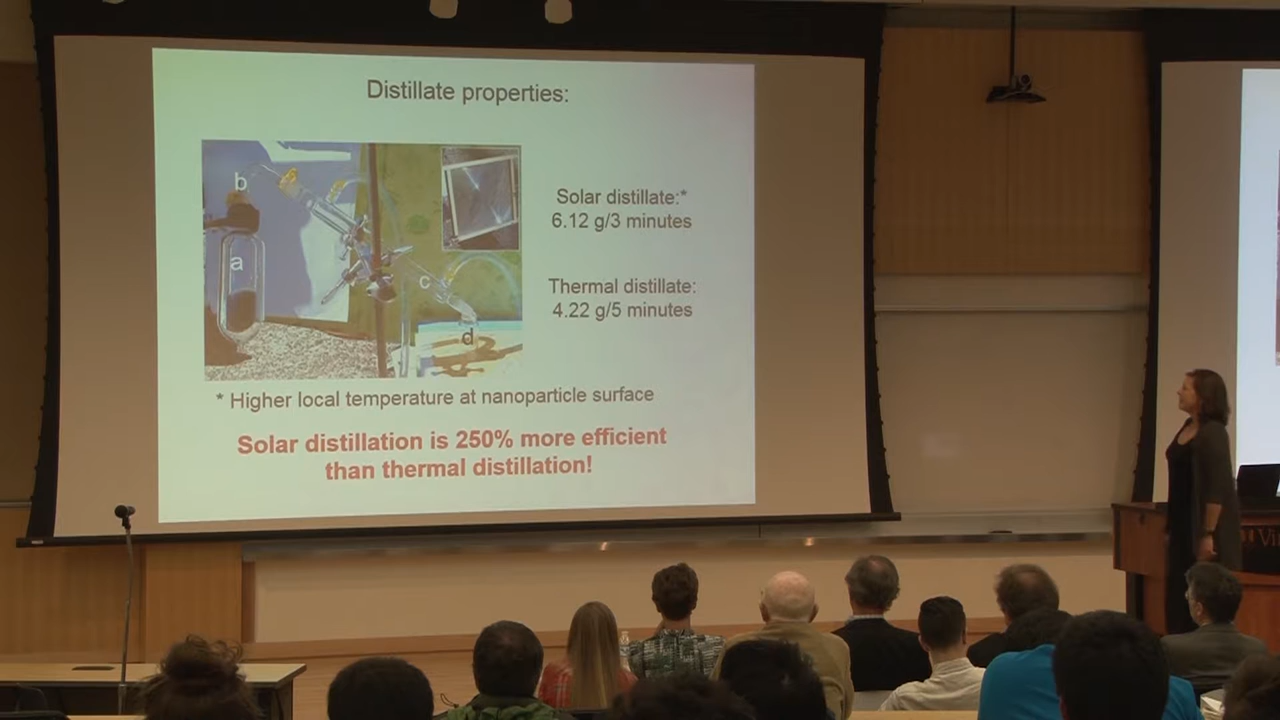 Distillate properties:
b
a
c
d
Solar distillate:*
6.12 g/3 minutes
Thermal distillate:
4.22 g/5 minutes
* Higher local temperature at nanoparticle surface
Solar distillation is 250% more efficient
than thermal distillation!